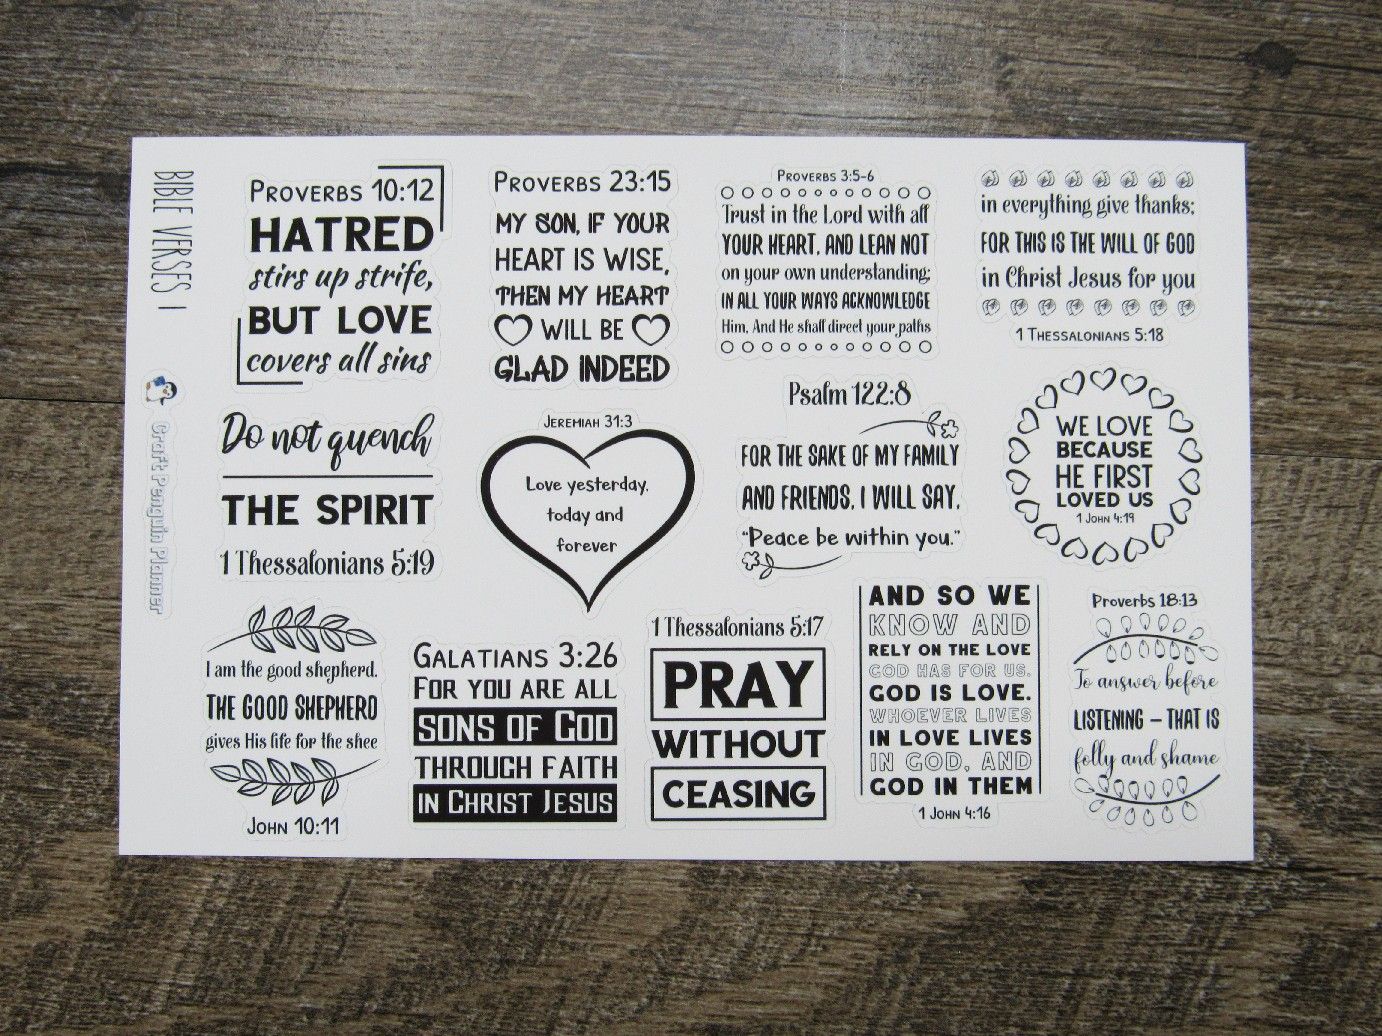 BIBLE VERSES 1
Craft Penguin Planner
PROVERBS 10:12
HATRED
stirs up strife,
BUT LOVE
covers all sins
PROVERBS 23:15
MY SON, IF YOUR
HEART IS WISE,
THEN MY HEART
WILL BE
GLAD INDEED
PROVERBS 3:5-6
Trust in the Lord with all
YOUR HEART, AND LEAN NOT
on your own understanding;
IN ALL YOUR WAYS ACKNOWLEDGE
Him, And He shall direct your paths
in everything give thanks;
FOR THIS IS THE WILL OF GOD
in Christ Jesus for you
1 THESSALONIANS 5:18
Do not quench
THE SPIRIT
1 Thessalonians 5:19
JEREMIAH 31:3
Love yesterday,
today and
forever
Psalm 122:8
FOR THE SAKE OF MY FAMILY
AND FRIENDS, I WILL SAY,
"Peace be within you."
WE LOVE
BECAUSE
HE FIRST
LOVED US
1 JOHN 4:19
I am the good shepherd.
THE GOOD SHEPHERD
gives His life for the shee
JOHN 10:11
GALATIANS 3:26
FOR YOU ARE ALL
SONS OF GOD
THROUGH FAITH
IN CHRIST JESUS
1 Thessalonians 5:17
PRAY
WITHOUT
CEASING
AND SO WE
KNOW AND
RELY ON THE LOVE
GOD HAS FOR US.
GOD IS LOVE.
WHOEVER LIVES
IN LOVE LIVES
IN GOD, AND
GOD IN THEM
1 JOHN 4:16
Proverbs 18:13
To answer before
LISTENING – THAT IS
folly and shame